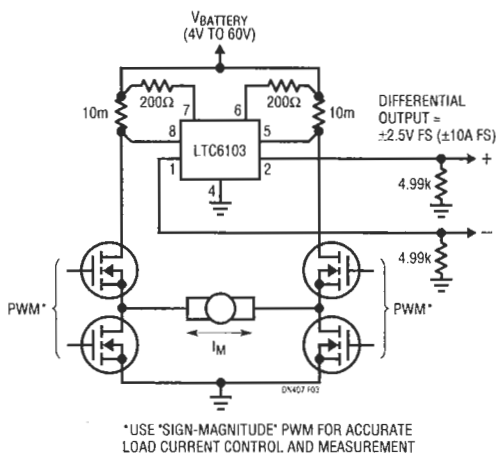 VBATTERY
(4V TO 60V)
200Ω
200Ω
10m
10m
7
6
8
5
LTC6103
1
2
4
DIFFERENTIAL
OUTPUT =
±2.5V FS (±10A FS)
+
4.99k
–
4.99k
PWM*
PWM*
IM
DN407 F03
*USE "SIGN-MAGNITUDE" PWM FOR ACCURATE
LOAD CURRENT CONTROL AND MEASUREMENT